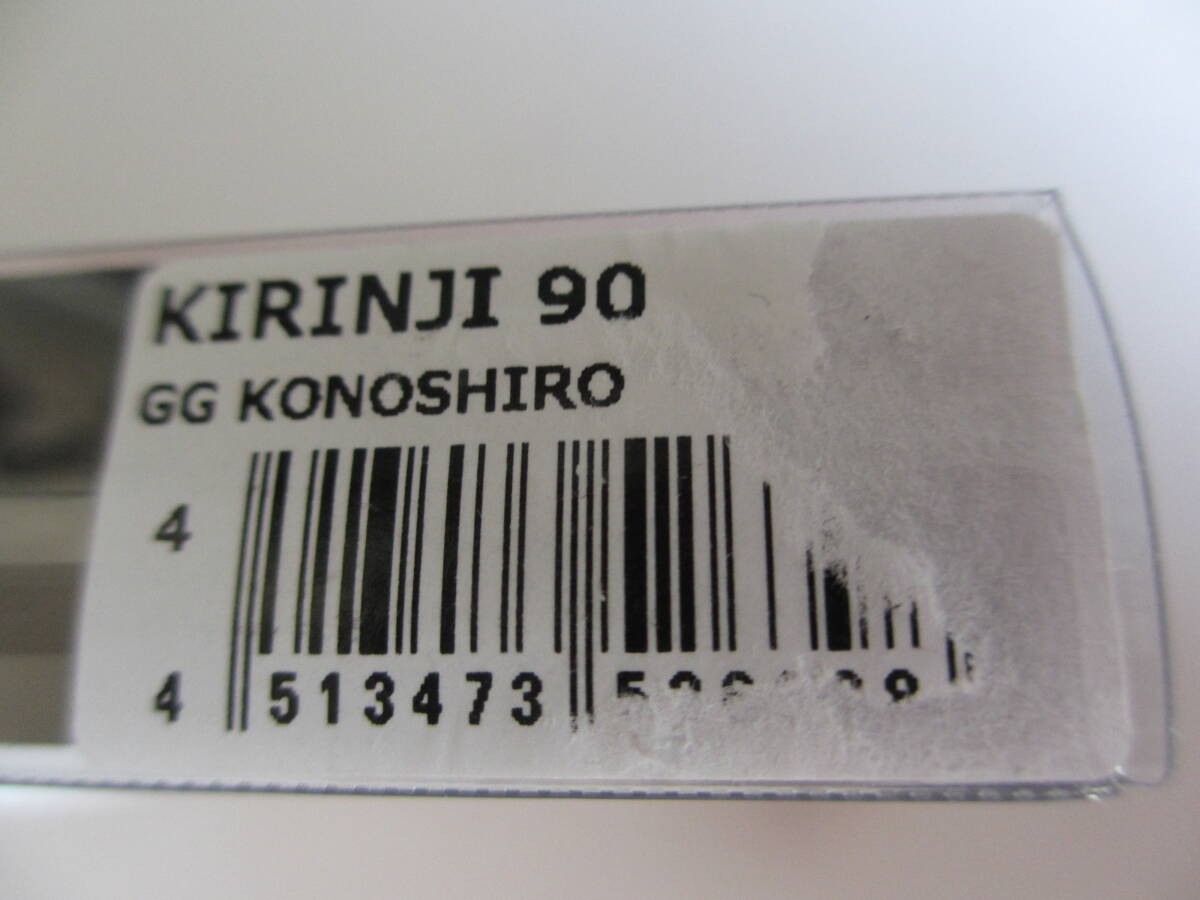 KIRINJI 90
GG KONOSHIRO
4
4 513473